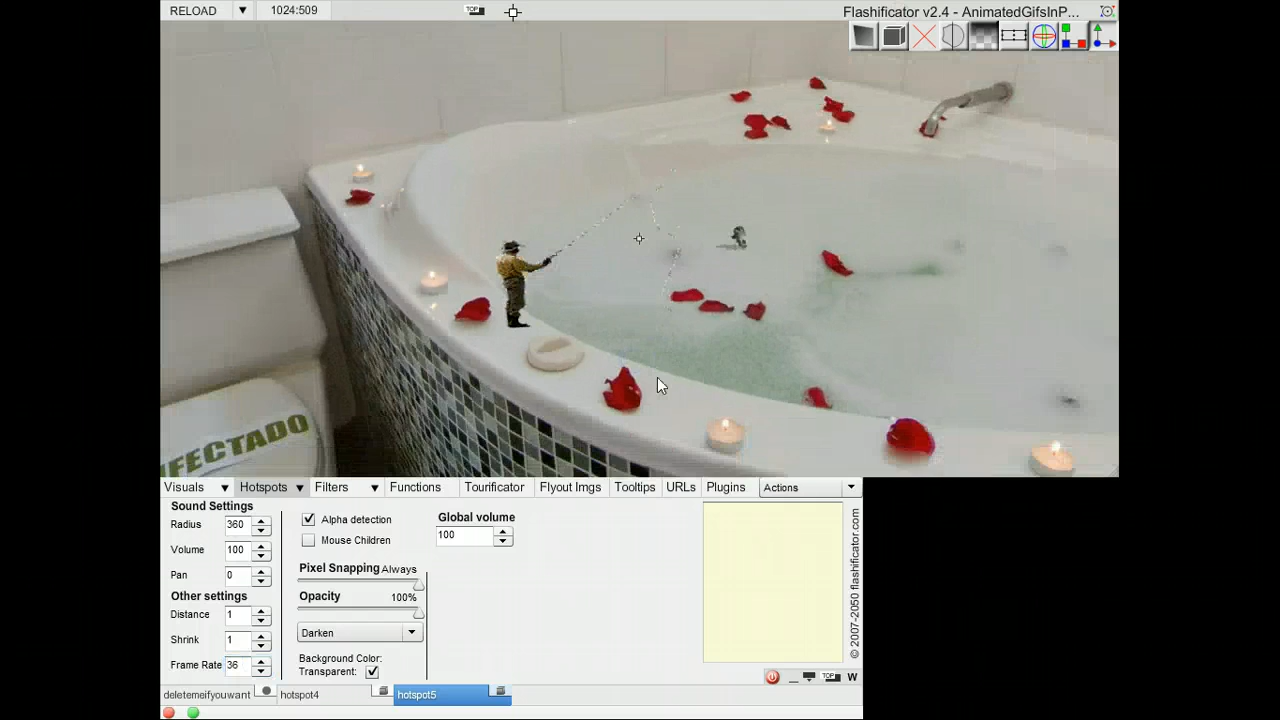 RELOAD
1024:509
TOP
Flashificator v2.4 - AnimatedGifsInP...
NFECTADO
Visuals
Hotspots
Filters
Functions
Tourificator
Flyout Imgs
Tooltips
URLs
Plugins
Actions
Sound Settings
Radius 360
Volume 100
Pan 0
Other settings
Distance 1
Shrink 1
Frame Rate 36
Alpha detection
Mouse Children
Pixel Snapping Always
Opacity 100%
Darken
Background Color:
Transparent:
Global volume
100
© 2007-2050 flashificator.com
TOP
W
deletemeifyouwant
hotspot4
hotspot5